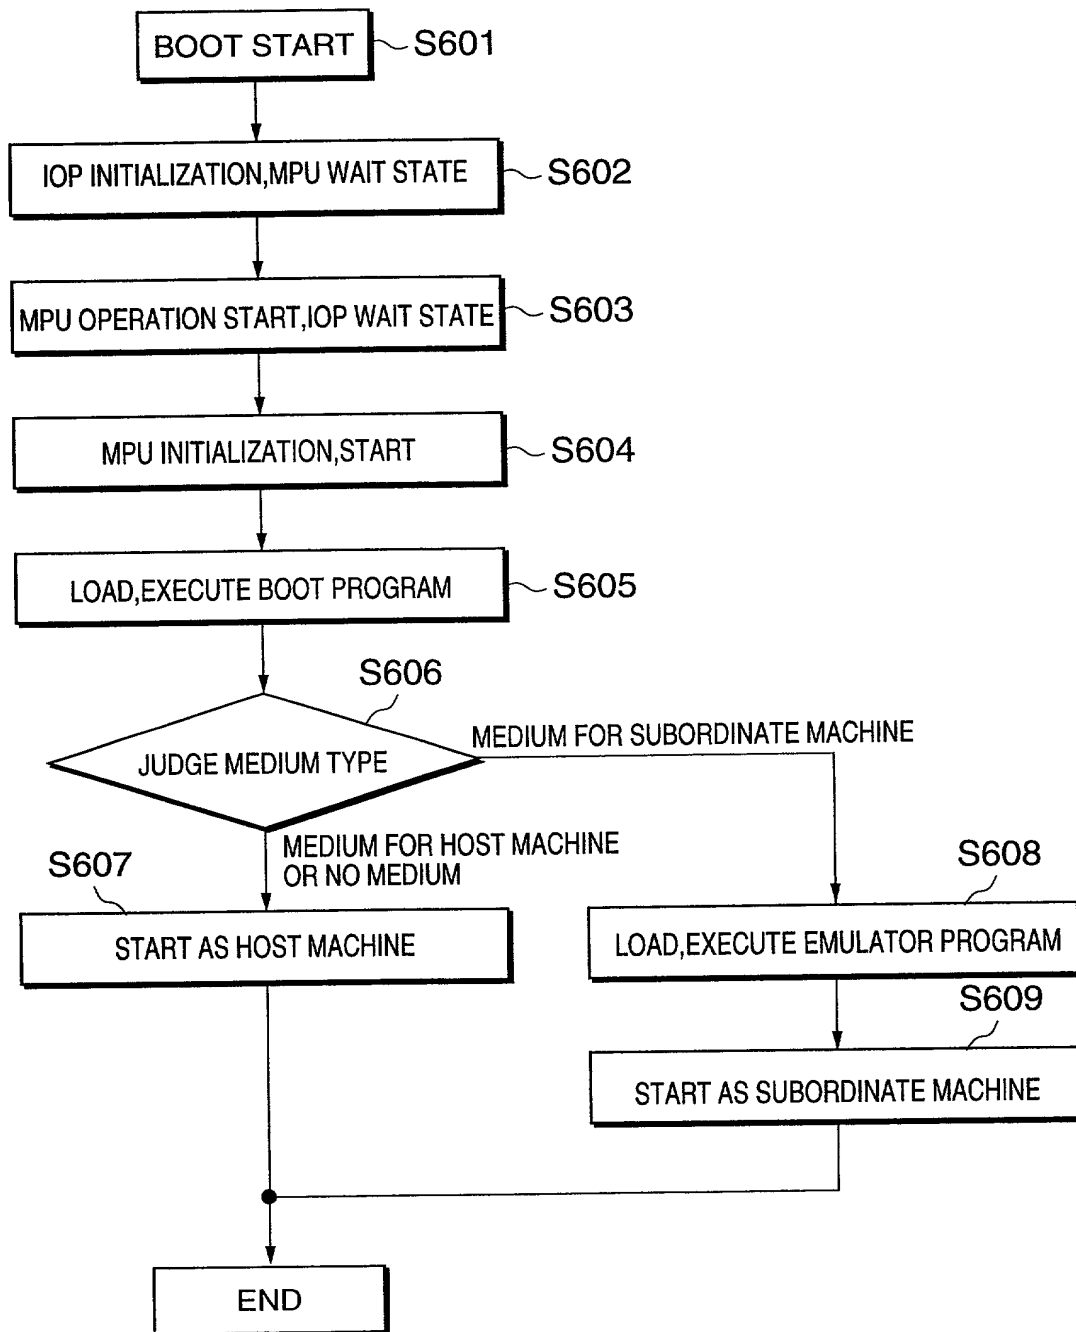 BOOT START
S601
IOP INITIALIZATION,MPU WAIT STATE
S602
MPU OPERATION START,IOP WAIT STATE
S603
MPU INITIALIZATION,START
S604
LOAD,EXECUTE BOOT PROGRAM
S605
S606
JUDGE MEDIUM TYPE
MEDIUM FOR SUBORDINATE MACHINE
MEDIUM FOR HOST MACHINE
OR NO MEDIUM
S607
START AS HOST MACHINE
S608
LOAD,EXECUTE EMULATOR PROGRAM
S609
START AS SUBORDINATE MACHINE
END